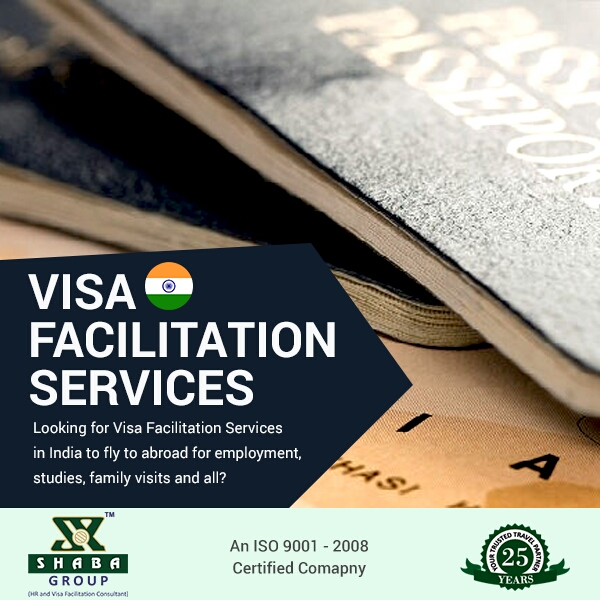 PASSEPORT
VISA
FACILITATION
SERVICES
Looking for Visa Facilitation Services
in India to fly to abroad for employment,
studies, family visits and all?
I A
HASI
TM
SHABA
GROUP
(HR and Visa Facilitation Consultant)
An ISO 9001 - 2008
Certified Comapny
YOUR TRUSTED TRAVEL PARTNER
25
YEARS